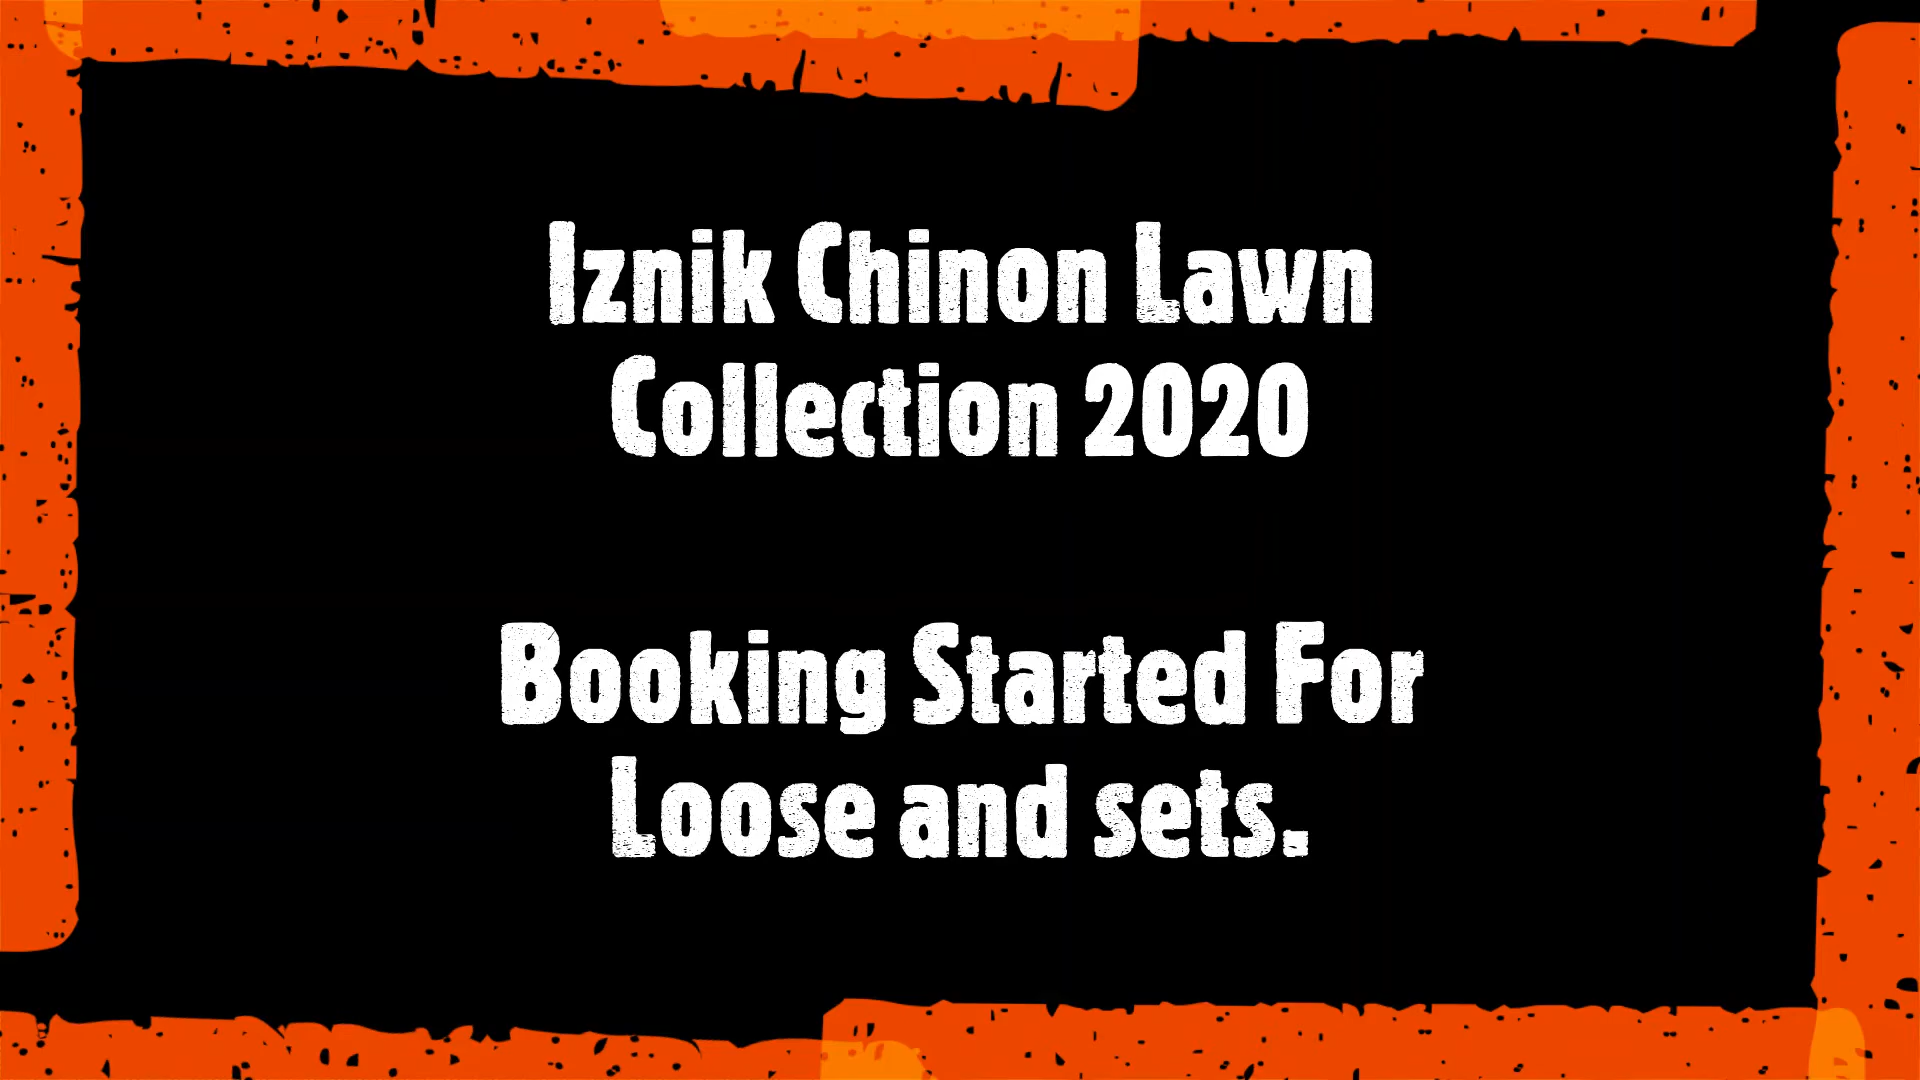 Iznik Chinon Lawn
Collection 2020
Booking Started For
Loose and sets.